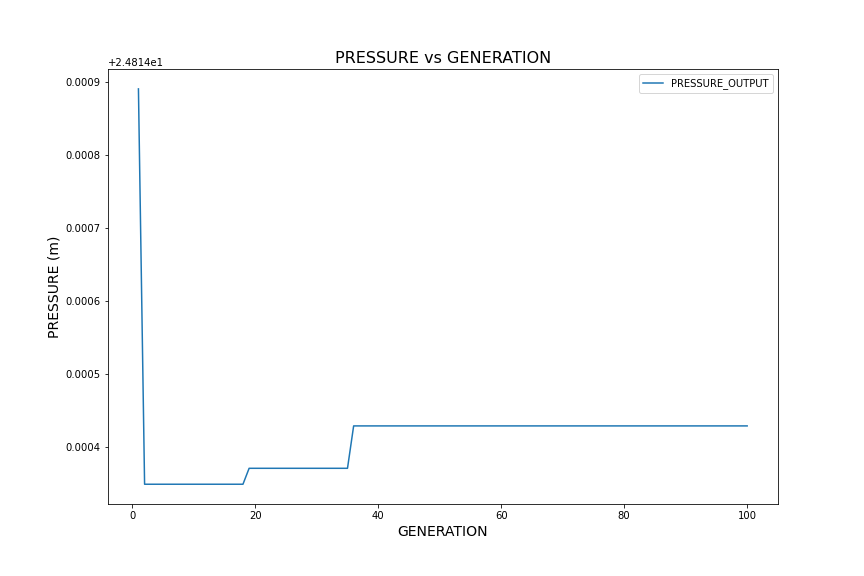 PRESSURE vs GENERATION
+2.4814e1
PRESSURE_OUTPUT
0.0009
0.0008
0.0007
0.0006
0.0005
0.0004
PRESSURE (m)
0 20 40 60 80 100
GENERATION